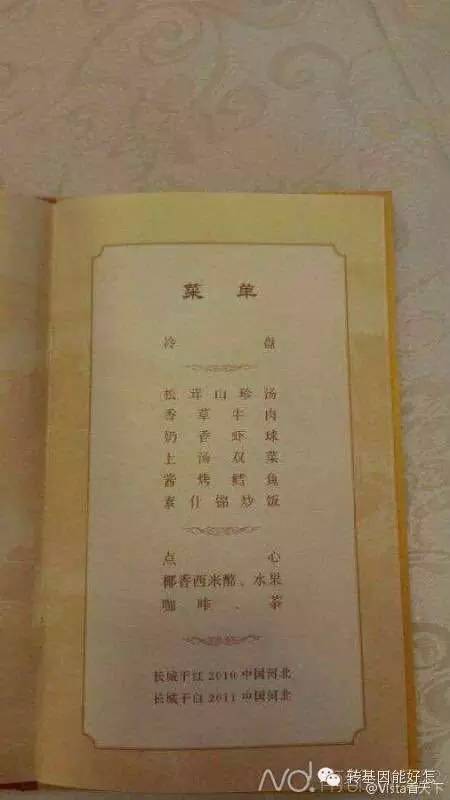 菜单
冷盘
松茸山珍汤
香草牛肉
奶香虾球
上汤双菜
酱烤鳕鱼
素什锦炒饭
点心
椰香西米酪、水果
咖啡、茶
长城干红 2010 中国河北
长城干白 2011 中国河北
转基因能好怎
@Vista看天下